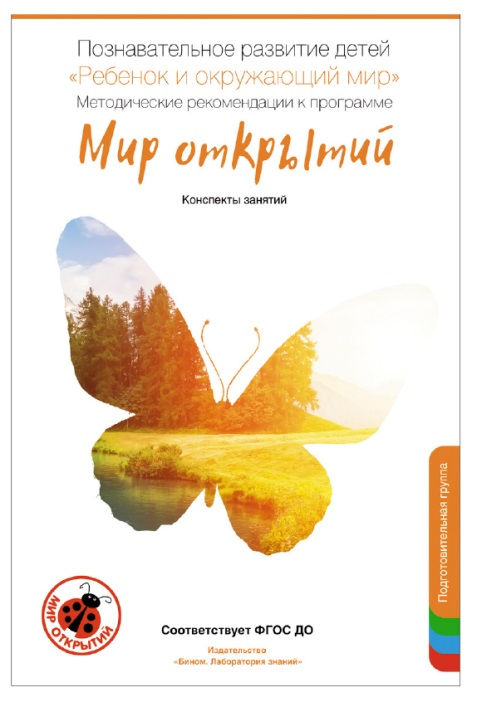 Познавательное развитие детей
«Ребенок и окружающий мир»
Методические рекомендации к программе
Мир открытий
Конспекты занятий
Подготовительная группа
МИР
ОТКРЫТИЙ
Соответствует ФГОС ДО
Издательство
«Бином. Лаборатория знаний»